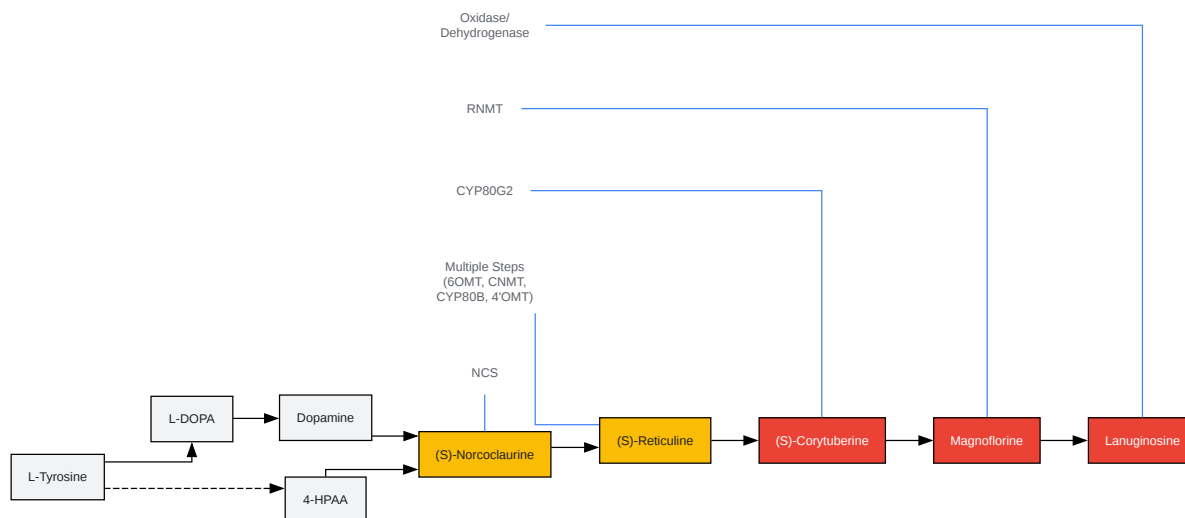 Oxidase/
Dehydrogenase
RNMT
CYP80G2
Multiple Steps
(6OMT, CNMT,
CYP80B, 4'OMT)
NCS
L-DOPA
Dopamine
L-Tyrosine
4-HPAA
(S)-Norcoclaurine
(S)-Reticuline
(S)-Corytuberine
Magnoflorine
Lanuginosine